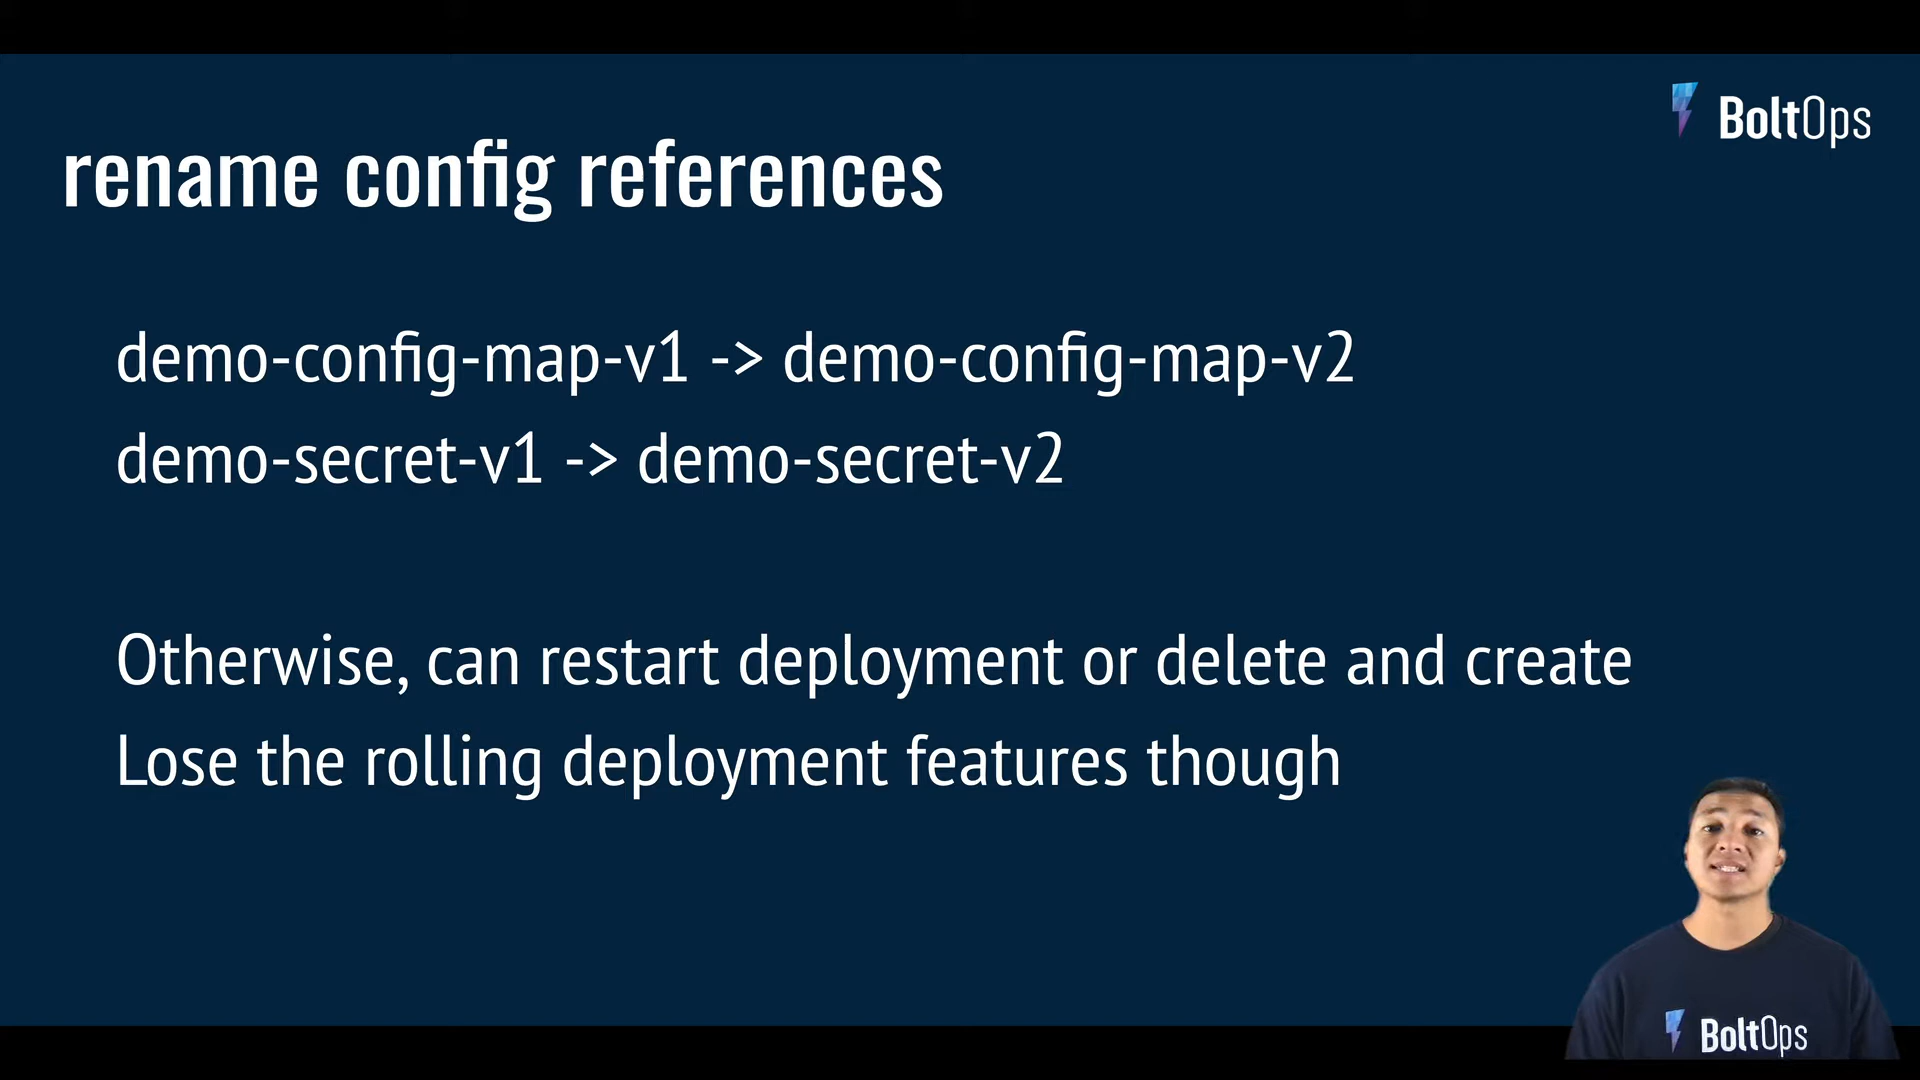 BoltOps
rename config references
demo-config-map-v1 -> demo-config-map-v2
demo-secret-v1 -> demo-secret-v2
Otherwise, can restart deployment or delete and create
Lose the rolling deployment features though
BoltOps